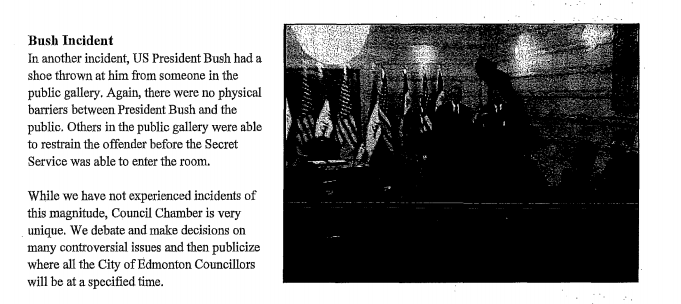 Bush Incident
In another incident, US President Bush had a
shoe thrown at him from someone in the
public gallery. Again, there were no physical
barriers between President Bush and the
public. Others in the public gallery were able
to restrain the offender before the Secret
Service was able to enter the room.
While we have not experienced incidents of
this magnitude, Council Chamber is very
unique. We debate and make decisions on
many controversial issues and then publicize
where all the City of Edmonton Councillors
will be at a specified time.